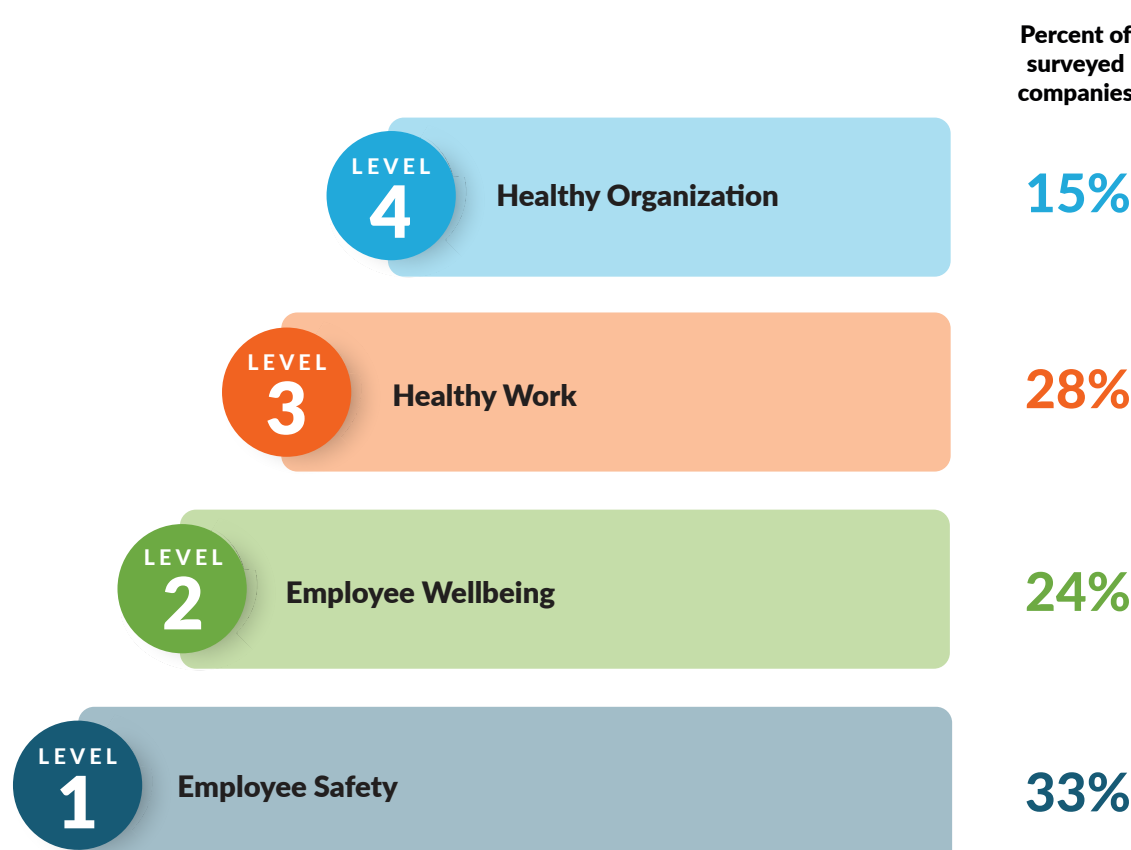 Percent of
surveyed
companies
LEVEL
4
Healthy Organization
15%
LEVEL
3
Healthy Work
28%
LEVEL
2
Employee Wellbeing
24%
LEVEL
1
Employee Safety
33%